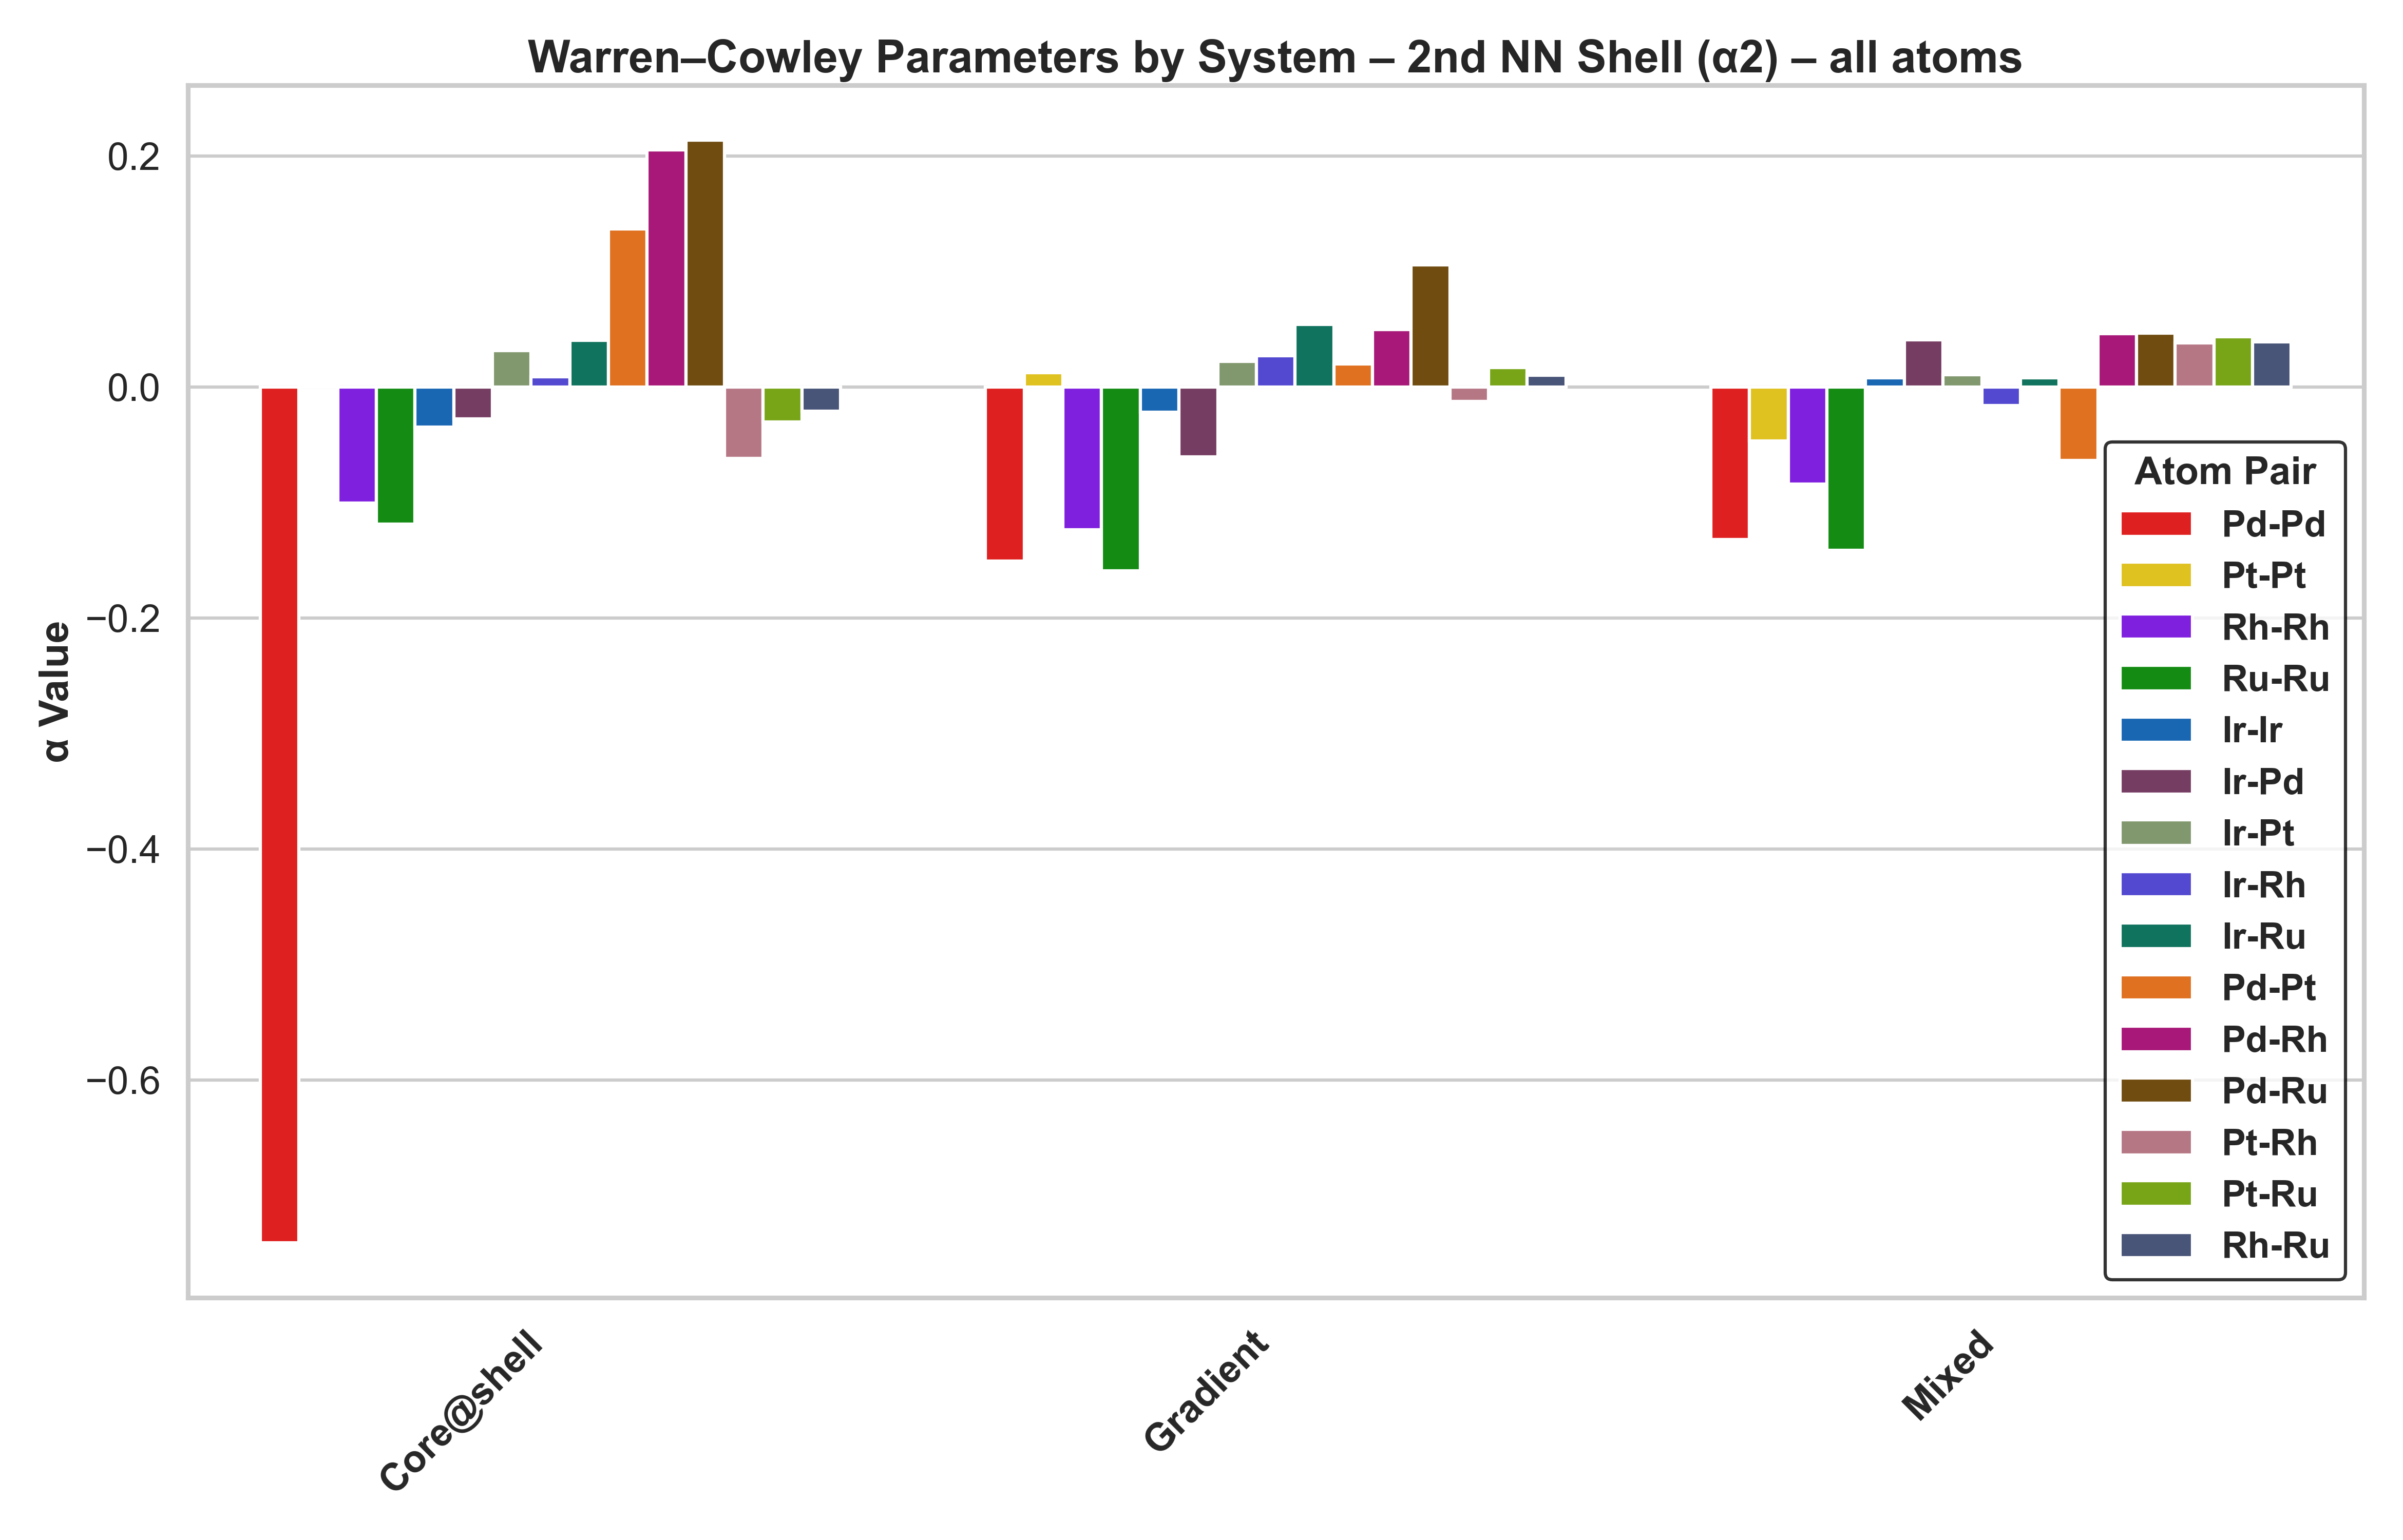 Warren–Cowley Parameters by System – 2nd NN Shell (α2) – all atoms
α Value
0.2
0.0
−0.2
−0.4
−0.6
Core@shell
Gradient
Mixed
Atom Pair
Pd-Pd
Pt-Pt
Rh-Rh
Ru-Ru
Ir-Ir
Ir-Pd
Ir-Pt
Ir-Rh
Ir-Ru
Pd-Pt
Pd-Rh
Pd-Ru
Pt-Rh
Pt-Ru
Rh-Ru